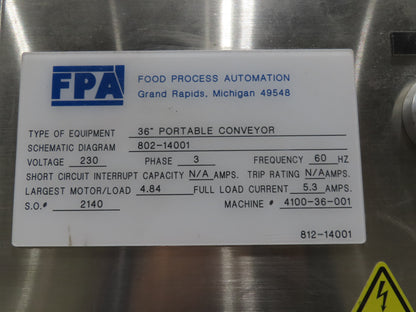 FPA
FOOD PROCESS AUTOMATION
Grand Rapids, Michigan 49548
TYPE OF EQUIPMENT 36" PORTABLE CONVEYOR
SCHEMATIC DIAGRAM 802-14001
VOLTAGE 230 PHASE 3 FREQUENCY 60 HZ
SHORT CIRCUIT INTERRUPT CAPACITY N/A AMPS. TRIP RATING N/A AMPS.
LARGEST MOTOR/LOAD 4.84 FULL LOAD CURRENT 5.3 AMPS.
S.O.# 2140 MACHINE # 4100-36-001
812-14001